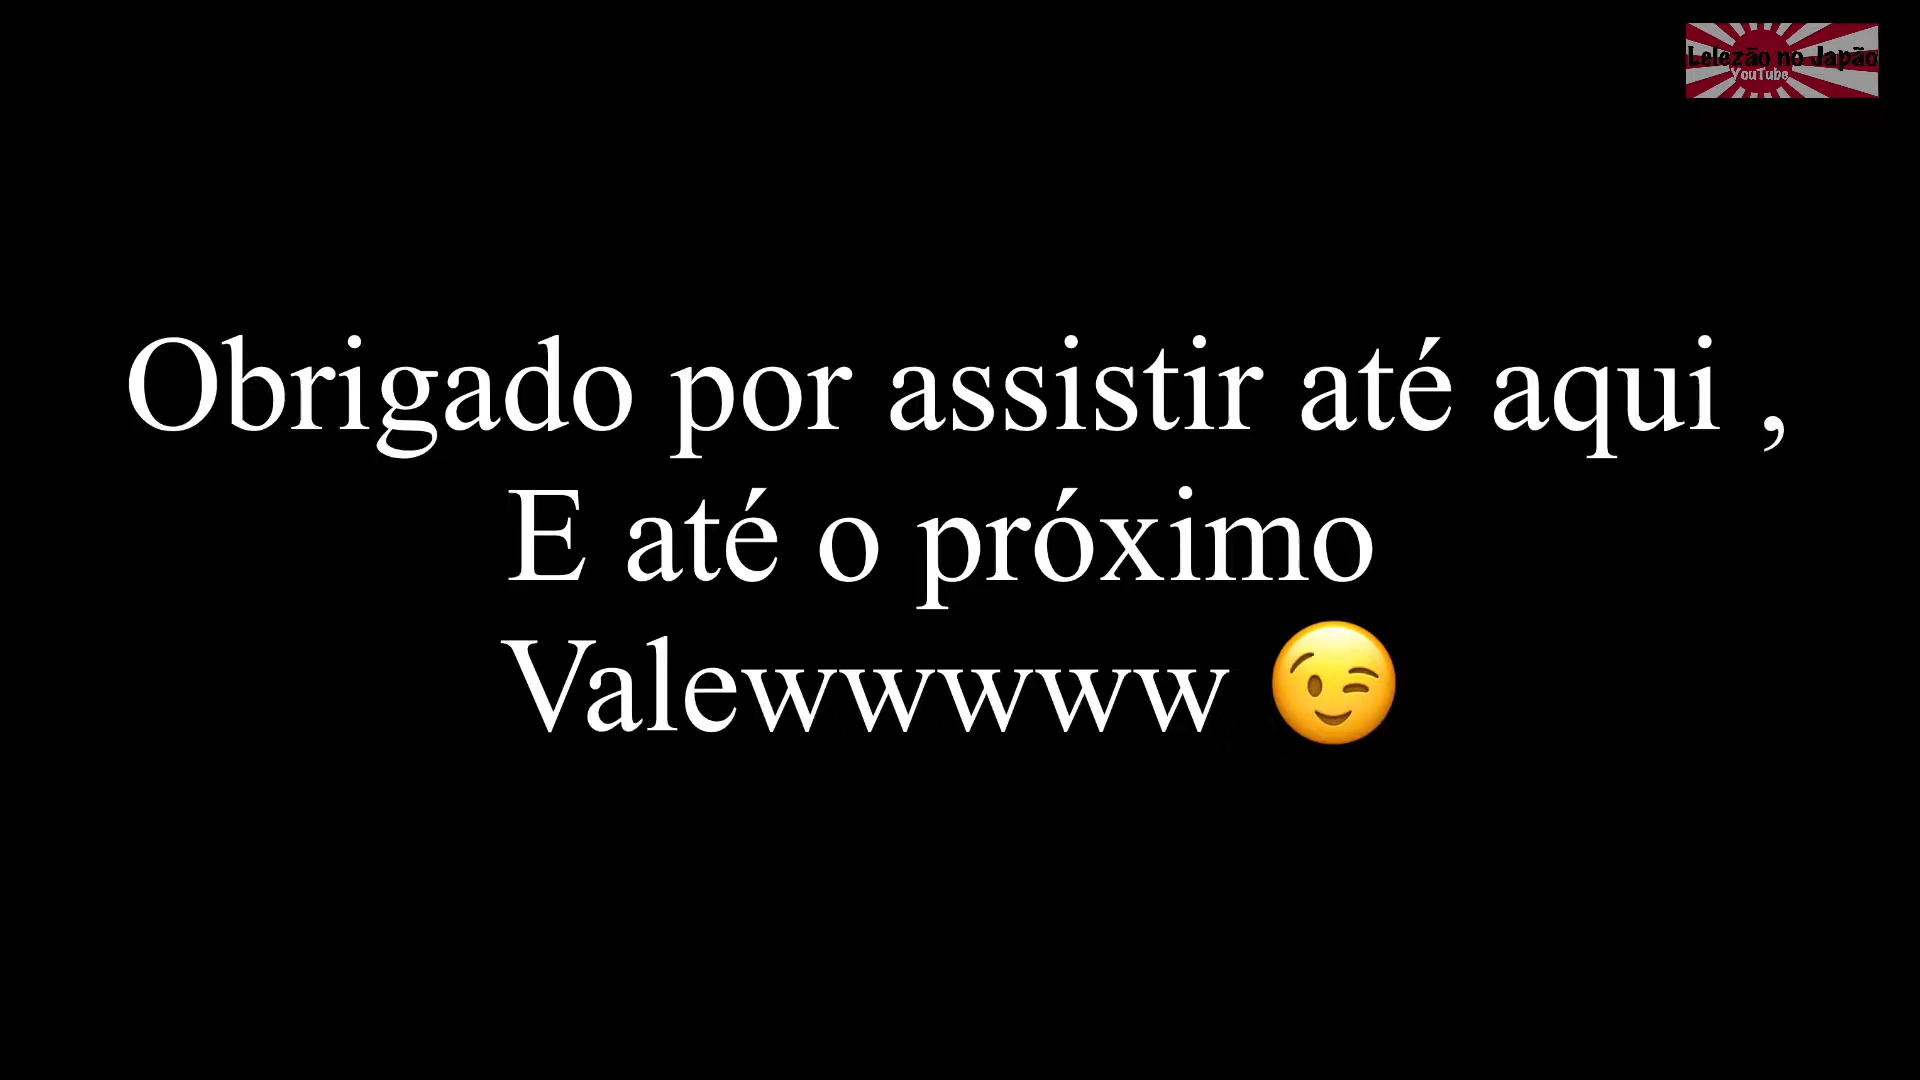 Lelezão no Japão
YouTube
Obrigado por assistir até aqui ,
E até o próximo
Valewwwww 😉